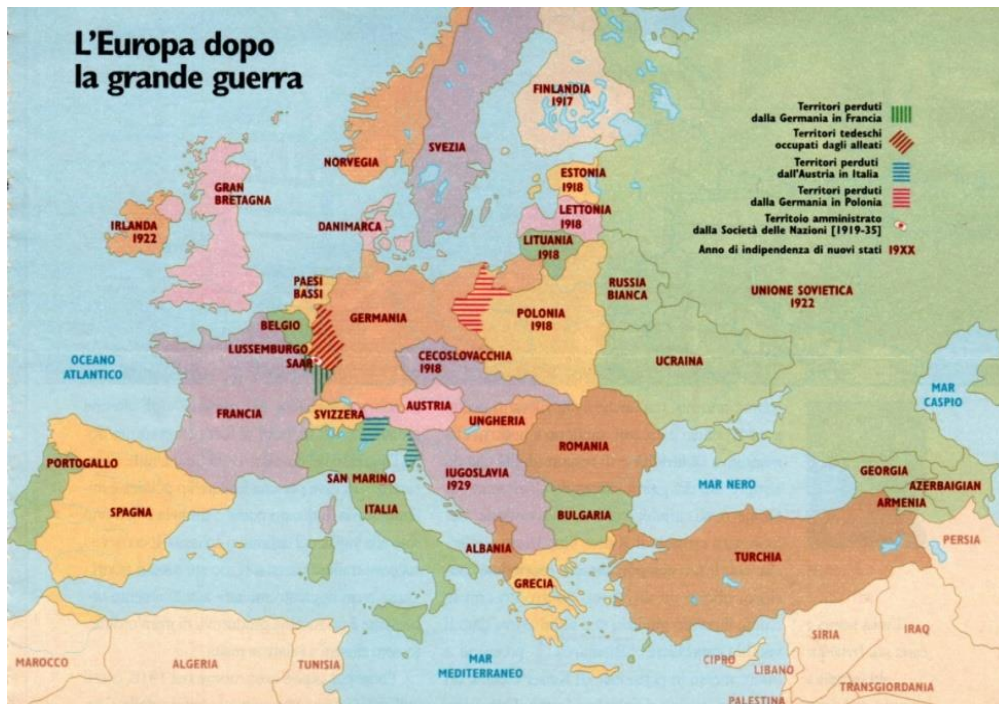 L'Europa dopo
la grande guerra
Territori perduti
dalla Germania in Francia
Territori tedeschi
occupati dagli alleati
Territori perduti
dall'Austria in Italia
Territori perduti
dalla Germania in Polonia
Territoio amministrato
dalla Società delle Nazioni [1919-35]
Anno di indipendenza di nuovi stati 19XX
FINLANDIA
1917
NORVEGIA
SVEZIA
ESTONIA
1918
LETTONIA
1918
LITUANIA
1918
GRAN
BRETAGNA
IRLANDA
1922
DANIMARCA
PAESI
BASSI
BELGIO
LUSSEMBURGO
SAAR
GERMANIA
POLONIA
1918
RUSSIA
BIANCA
UNIONE SOVIETICA
1922
UCRAINA
CECOSLOVACCHIA
1918
OCEANO
ATLANTICO
FRANCIA
SVIZZERA
AUSTRIA
UNGHERIA
ROMANIA
MAR
CASPIO
PORTOGALLO
SPAGNA
SAN MARINO
ITALIA
IUGOSLAVIA
1929
BULGARIA
MAR NERO
GEORGIA
AZERBAIGIAN
ARMENIA
PERSIA
ALBANIA
GRECIA
TURCHIA
MAROCCO
ALGERIA
TUNISIA
MAR
MEDITERRANEO
CIPRO
SIRIA
IRAQ
LIBANO
PALESTINA
TRANSGIORDANIA